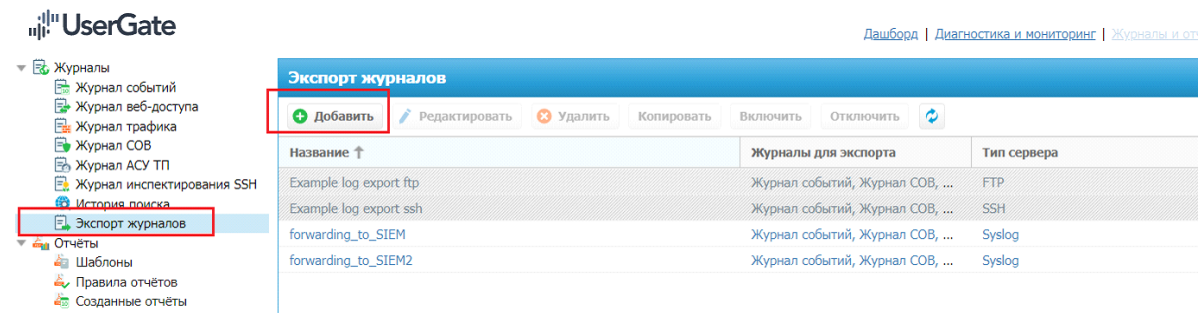 UserGate
Дашборд | Диагностика и мониторинг | Журналы и отч
Журналы
Журнал событий
Журнал веб-доступа
Журнал трафика
Журнал СОВ
Журнал АСУ ТП
Журнал инспектирования SSH
История поиска
Экспорт журналов
Отчёты
Шаблоны
Правила отчётов
Созданные отчёты
Экспорт журналов
Добавить Редактировать Удалить Копировать Включить Отключить
Название Журналы для экспорта Тип сервера
Example log export ftp Журнал событий, Журнал СОВ, ... FTP
Example log export ssh Журнал событий, Журнал СОВ, ... SSH
forwarding_to_SIEM Журнал событий, Журнал СОВ, ... Syslog
forwarding_to_SIEM2 Журнал событий, Журнал СОВ, ... Syslog